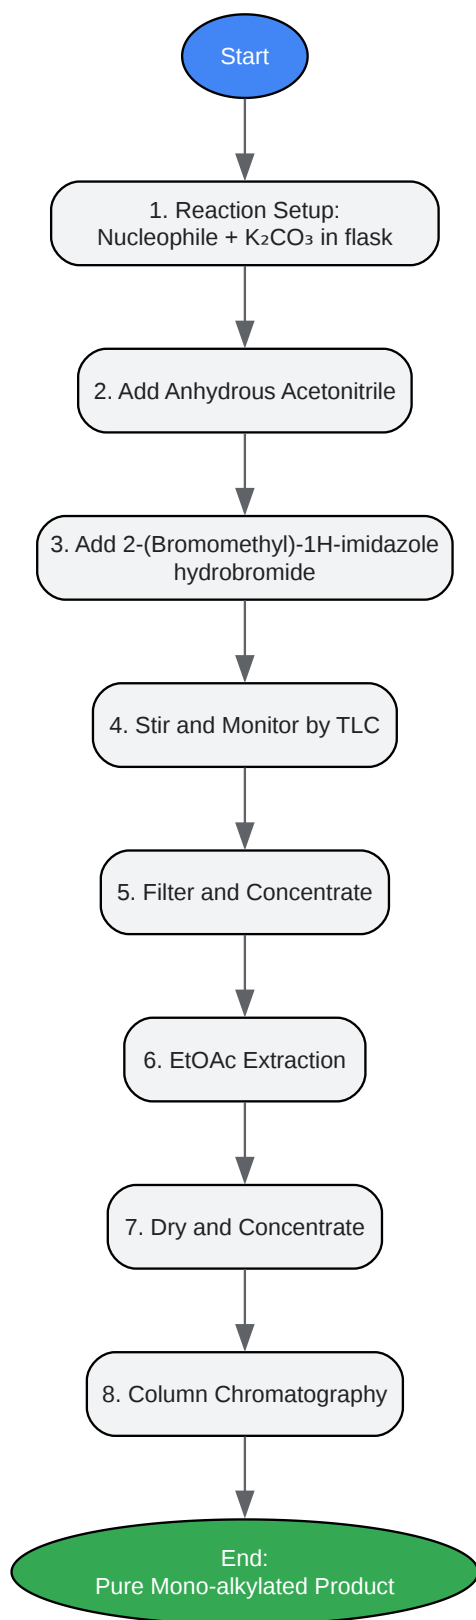 Start
1. Reaction Setup:
Nucleophile + K₂CO₃ in flask
2. Add Anhydrous Acetonitrile
3. Add 2-(Bromomethyl)-1H-imidazole
hydrobromide
4. Stir and Monitor by TLC
5. Filter and Concentrate
6. EtOAc Extraction
7. Dry and Concentrate
8. Column Chromatography
End:
Pure Mono-alkylated Product